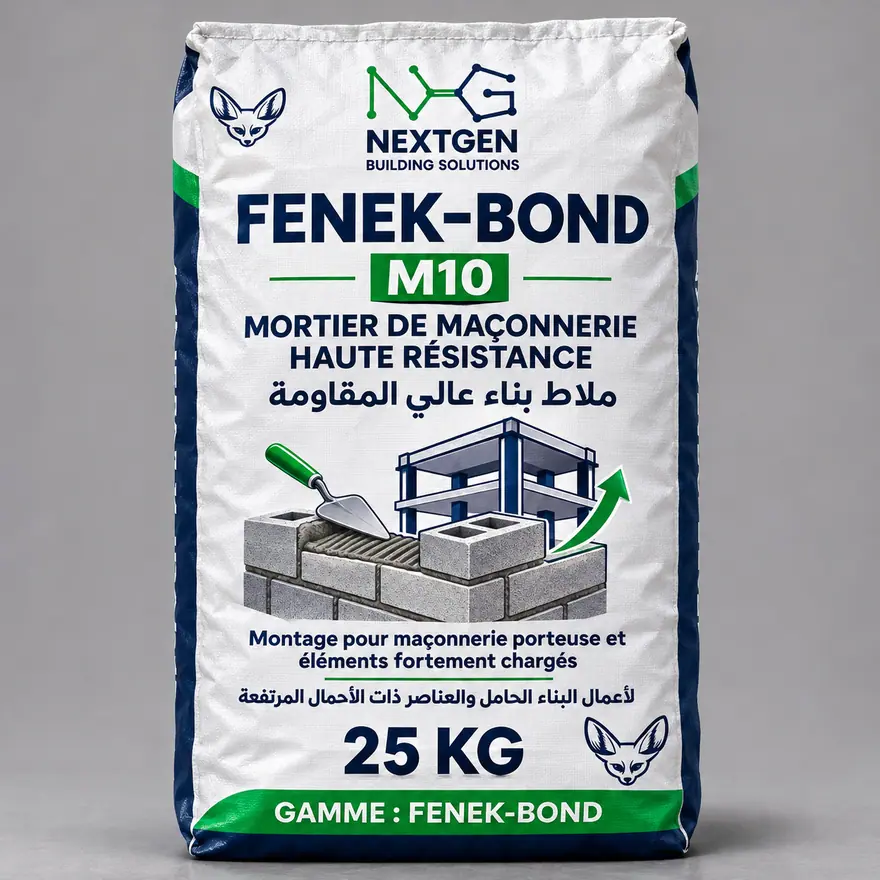 NEXTGEN
BUILDING SOLUTIONS
FENEK-BOND
M10
MORTIER DE MAÇONNERIE
HAUTE RÉSISTANCE
ملاط بناء عالي المقاومة
Montage pour maçonnerie porteuse et
éléments fortement chargés
لأعمال البناء الحامل والعناصر ذات الأحمال المرتفعة
25 KG
GAMME : FENEK-BOND